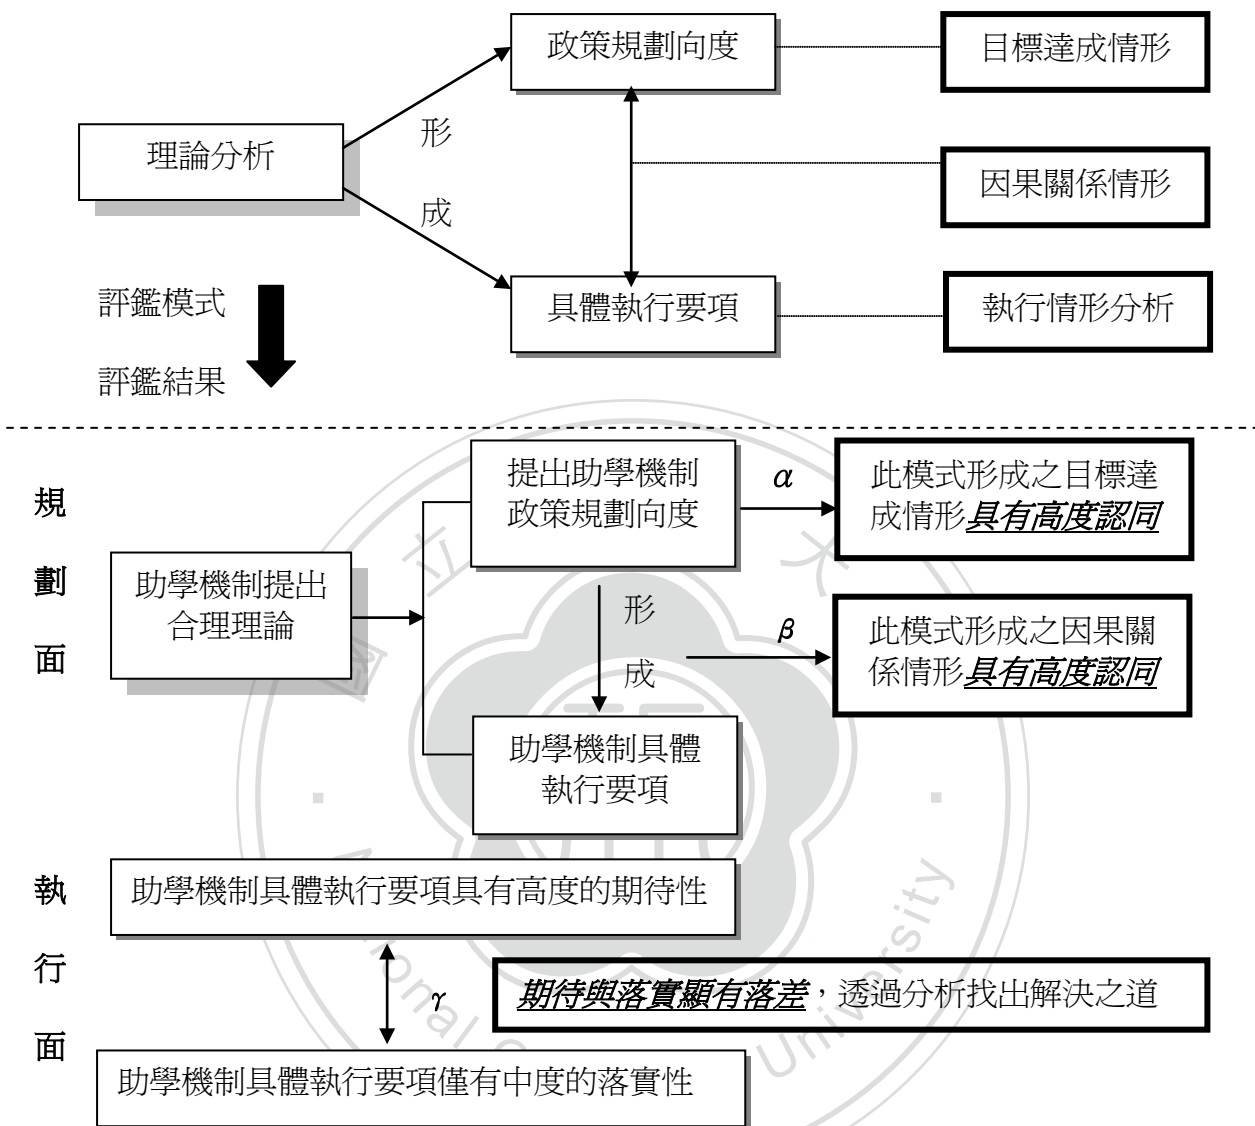 政策規劃向度
目標達成情形
形
理論分析
因果關係情形
成
評鑑模式
具體執行要項
執行情形分析
評鑑結果
規
劃
面
提出助學機制
政策規劃向度
α
此模式形成之目標達
成情形具有高度認同
助學機制提出
合理理論
形
成
β
此模式形成之因果關
係情形具有高度認同
助學機制具體
執行要項
執
行
面
助學機制具體執行要項具有高度的期待性
γ
期待與落實顯有落差，透過分析找出解決之道
助學機制具體執行要項僅有中度的落實性
立
大
國
University